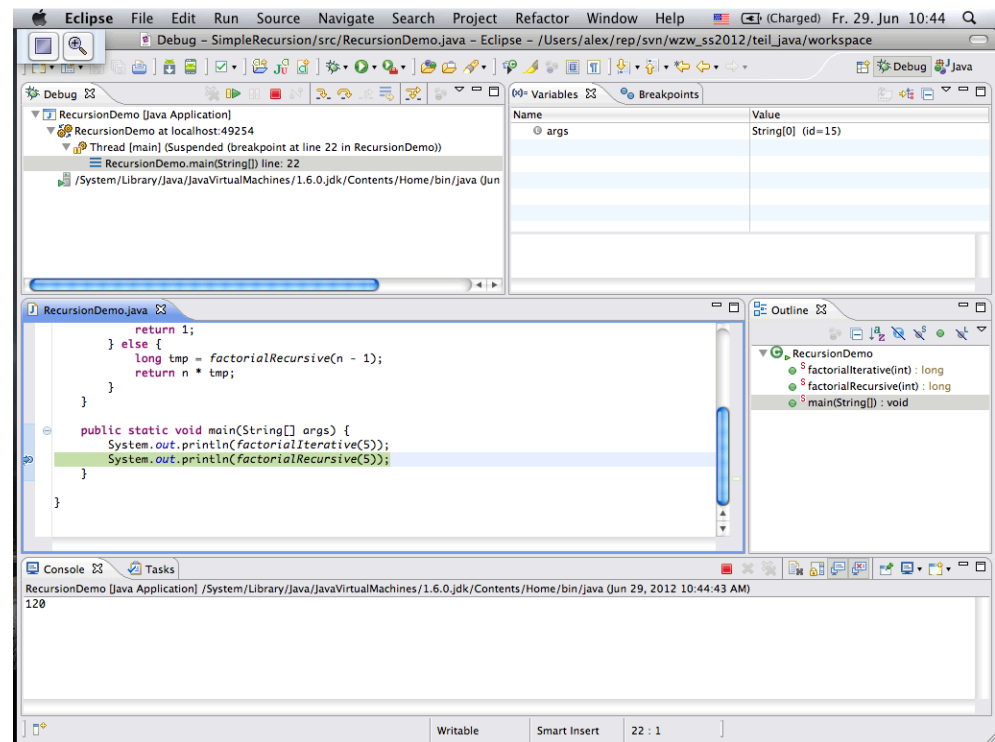 Eclipse File Edit Run Source Navigate Search Project Refactor Window Help (Charged) Fr. 29. Jun 10:44
Debug – SimpleRecursion/src/RecursionDemo.java – Eclipse – /Users/alex/rep/svn/wzw_ss2012/teil_java/workspace
Debug Java
Debug
RecursionDemo [Java Application]
RecursionDemo at localhost:49254
Thread [main] (Suspended (breakpoint at line 22 in RecursionDemo))
RecursionDemo.main(String[]) line: 22
/System/Library/Java/JavaVirtualMachines/1.6.0.jdk/Contents/Home/bin/java (Jun
(x)= Variables Breakpoints
Name Value
args String[0] (id=15)
RecursionDemo.java
return 1;
} else {
long tmp = factorialRecursive(n - 1);
return n * tmp;
}
}
public static void main(String[] args) {
System.out.println(factorialIterative(5));
System.out.println(factorialRecursive(5));
}
}
Outline
RecursionDemo
factorialIterative(int) : long
factorialRecursive(int) : long
main(String[]) : void
Console Tasks
RecursionDemo [Java Application] /System/Library/Java/JavaVirtualMachines/1.6.0.jdk/Contents/Home/bin/java (Jun 29, 2012 10:44:43 AM)
120
Writable Smart Insert 22 : 1